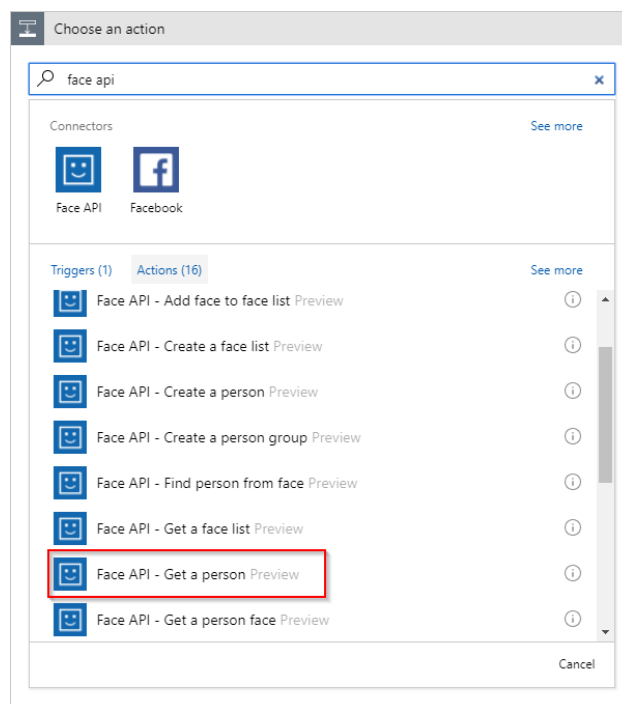 Choose an action
face api
Connectors
See more
Face API
Facebook
Triggers (1)
Actions (16)
See more
Face API - Add face to face list Preview
Face API - Create a face list Preview
Face API - Create a person Preview
Face API - Create a person group Preview
Face API - Find person from face Preview
Face API - Get a face list Preview
Face API - Get a person Preview
Face API - Get a person face Preview
Cancel